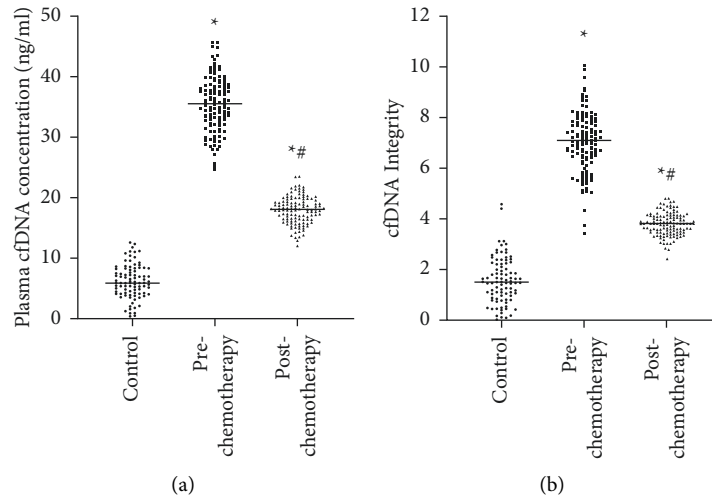 Plasma cfDNA concentration (ng/ml)
50
40
30
20
10
0
*
*#
Control
Pre-
chemotherapy
Post-
chemotherapy
(a)
cfDNA Integrity
12
10
8
6
4
2
0
*
*#
Control
Pre-
chemotherapy
Post-
chemotherapy
(b)